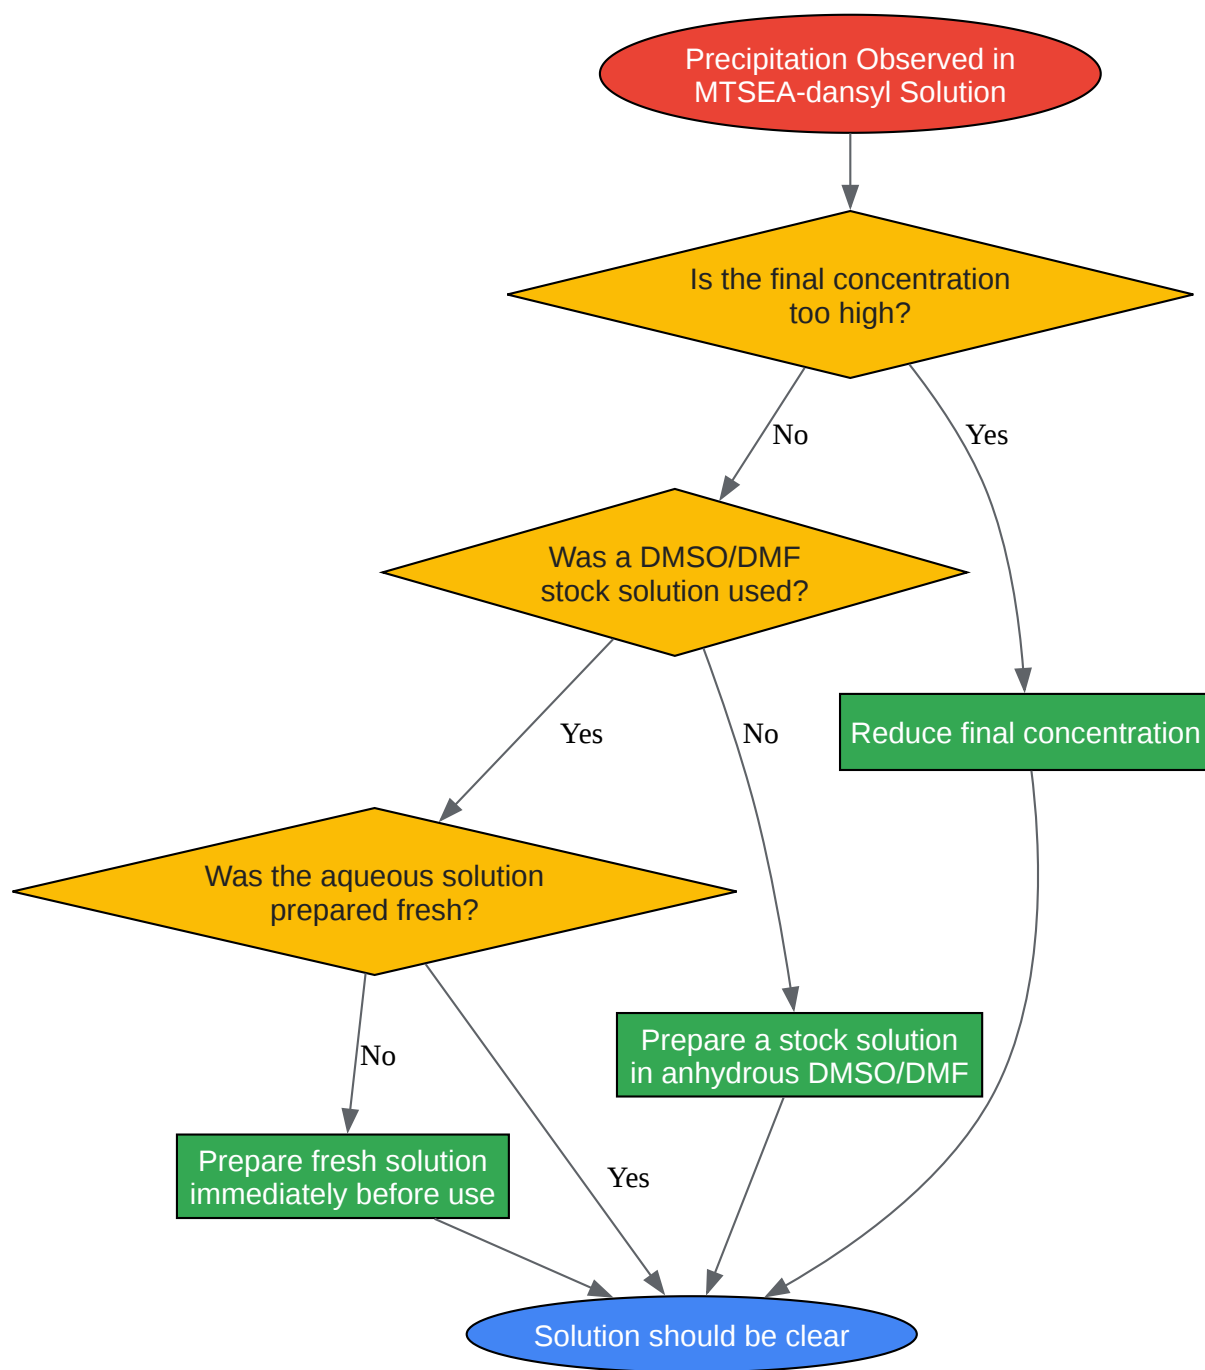 Precipitation Observed in
MTSEA-dansyl Solution
Is the final concentration
too high?
No
Yes
Was a DMSO/DMF
stock solution used?
Yes
No
Reduce final concentration
Was the aqueous solution
prepared fresh?
No
Prepare a stock solution
in anhydrous DMSO/DMF
Prepare fresh solution
immediately before use
Yes
Solution should be clear